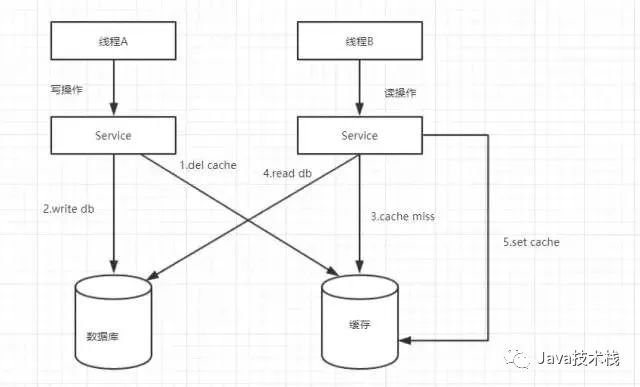 线程A
线程B
写操作
读操作
Service
Service
1.del cache
4.read db
2.write db
3.cache miss
5.set cache
数据库
缓存
Java技术栈